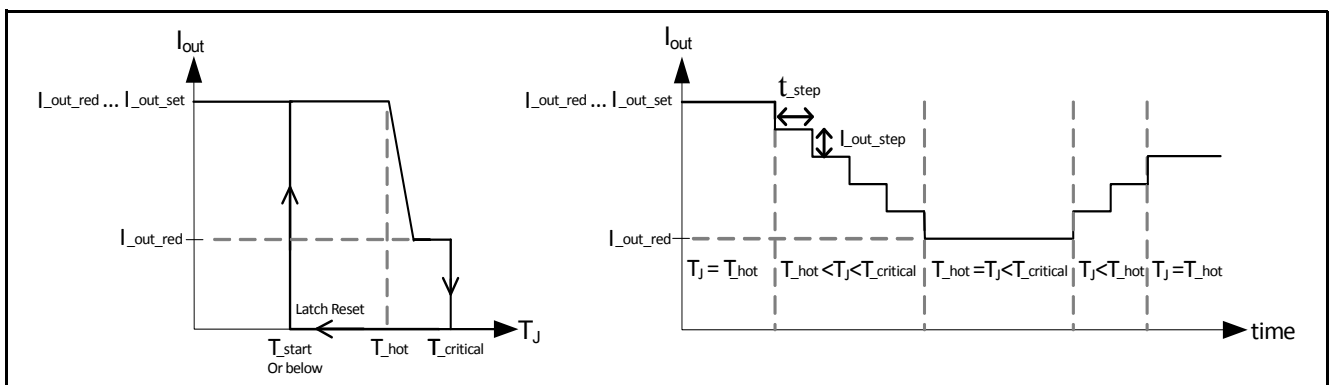 I_out
I_out_red ... I_out_set
I_out_red
Latch Reset
T_J
T_start
Or below
T_hot
T_critical
I_out
I_out_red ... I_out_set
t_step
I_out_step
I_out_red
T_J = T_hot
T_hot <T_J<T_critical
T_hot =T_J<T_critical
T_J<T_hot
T_J= T_hot
time